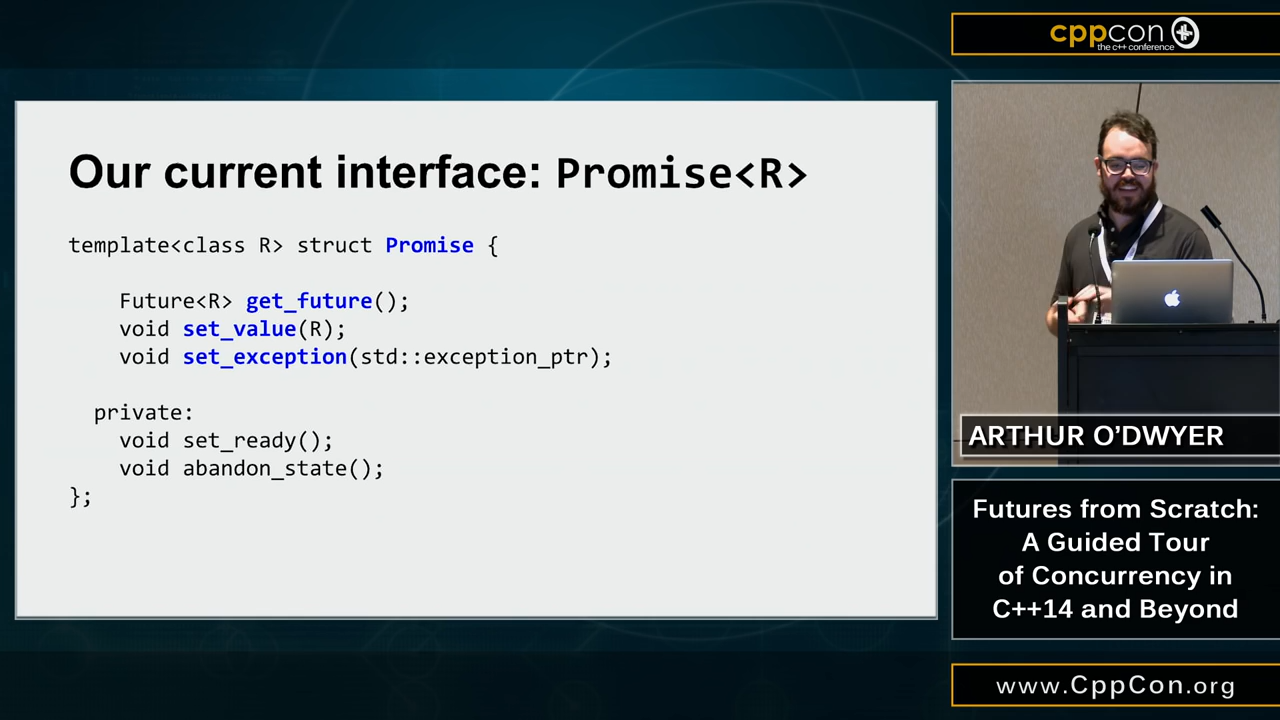 cppcon
the c++ conference
Our current interface: Promise<R>
template<class R> struct Promise {
Future<R> get_future();
void set_value(R);
void set_exception(std::exception_ptr);
private:
void set_ready();
void abandon_state();
};
ARTHUR O’DWYER
Futures from Scratch:
A Guided Tour
of Concurrency in
C++14 and Beyond
www.CppCon.org